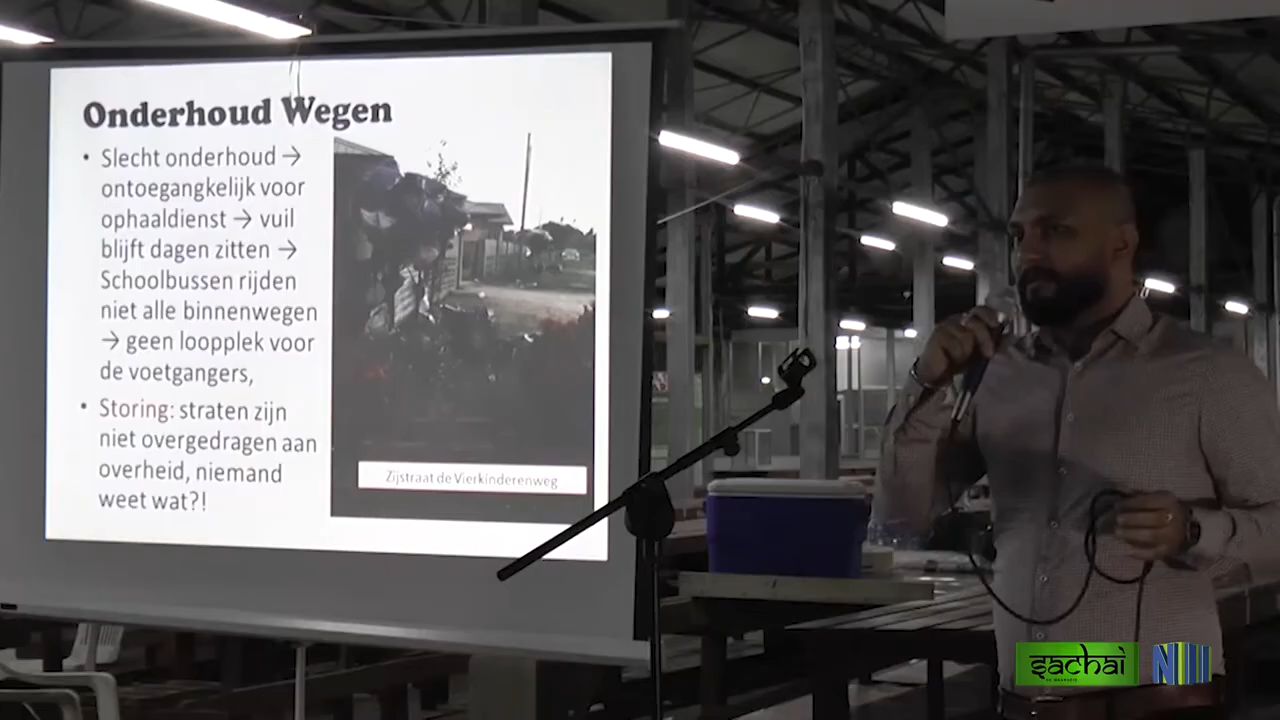 Onderhoud Wegen
• Slecht onderhoud →
ontoegankelijk voor
ophaaldienst → vuil
blijft dagen zitten →
Schoolbussen rijden
niet alle binnenwegen
→ geen loopplek voor
de voetgangers,
• Storing: straten zijn
niet overgedragen aan
overheid, niemand
weet wat?!
Zijstraat de Vierkinderenweg
sachai